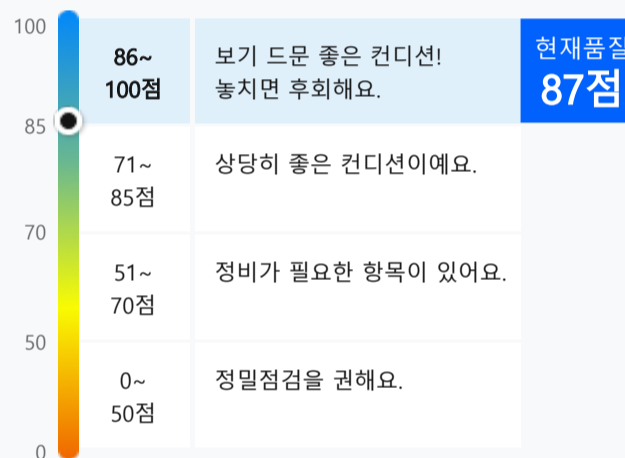 100
86~
100점
보기 드문 좋은 컨디션!
놓치면 후회해요.
현재품질
87점
85
71~
85점
상당히 좋은 컨디션이예요.
70
51~
70점
정비가 필요한 항목이 있어요.
50
0~
50점
정밀점검을 권해요.
0